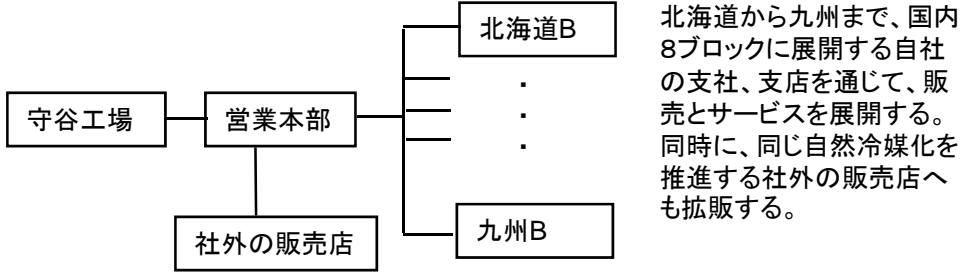 守谷工場
営業本部
社外の販売店
北海道B
・
・
・
九州B
北海道から九州まで、国内
8ブロックに展開する自社
の支社、支店を通じて、販
売とサービスを展開する。
同時に、同じ自然冷媒化を
推進する社外の販売店へ
も拡販する。